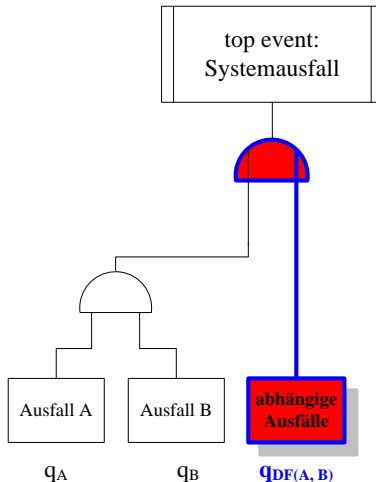 top event:
Systemausfall
Ausfall A
Ausfall B
abhängige
Ausfälle
qA
qB
qDF(A, B)